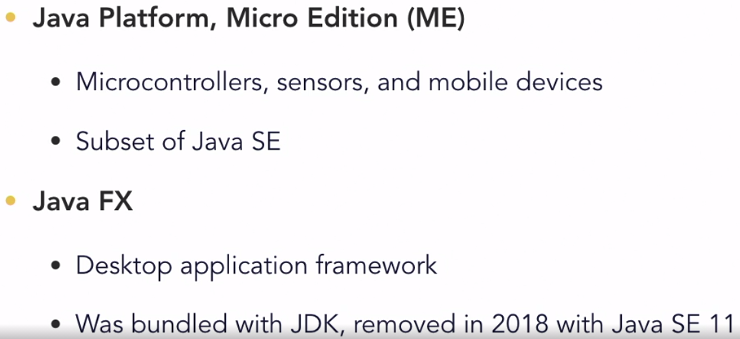 • Java Platform, Micro Edition (ME)
• Microcontrollers, sensors, and mobile devices
• Subset of Java SE
• Java FX
• Desktop application framework
• Was bundled with JDK, removed in 2018 with Java SE 11